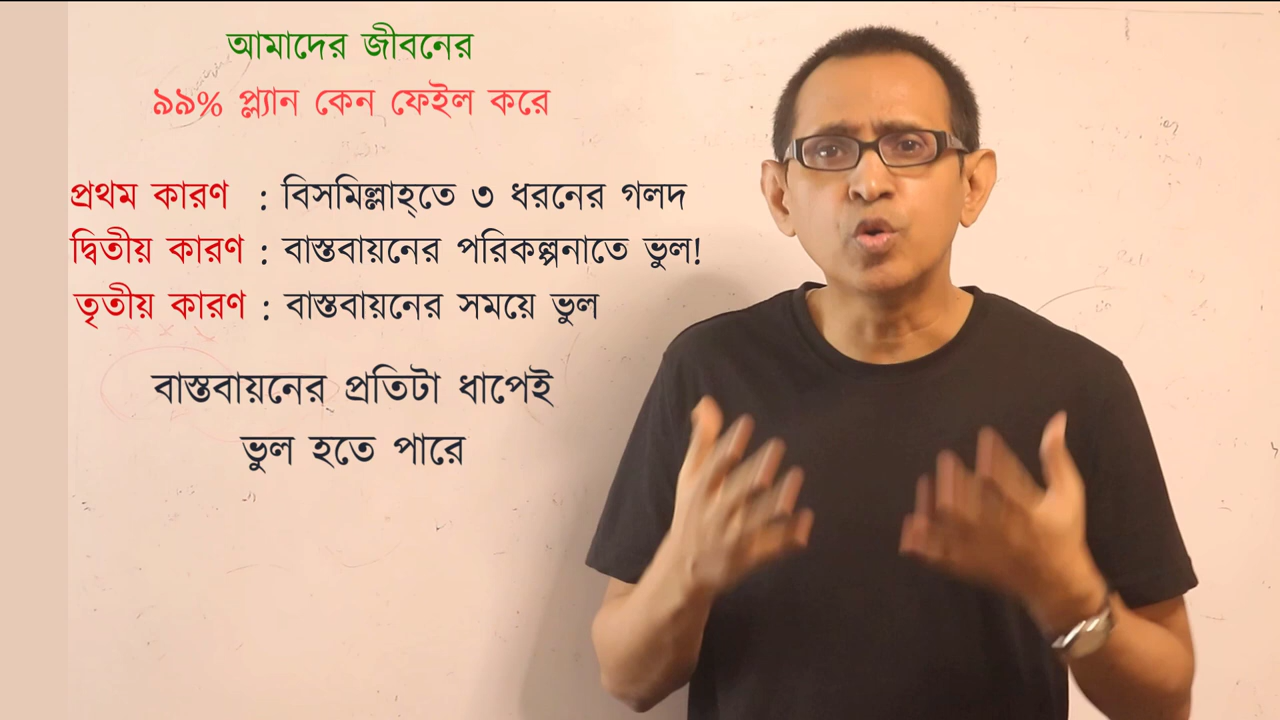 আমাদের জীবনের
৯৯% প্ল্যান কেন ফেইল করে
প্রথম কারণ : বিসমিল্লাহ্‌তে ৩ ধরনের গলদ
দ্বিতীয় কারণ : বাস্তবায়নের পরিকল্পনাতে ভুল!
তৃতীয় কারণ : বাস্তবায়নের সময়ে ভুল
বাস্তবায়নের প্রতিটা ধাপেই
ভুল হতে পারে